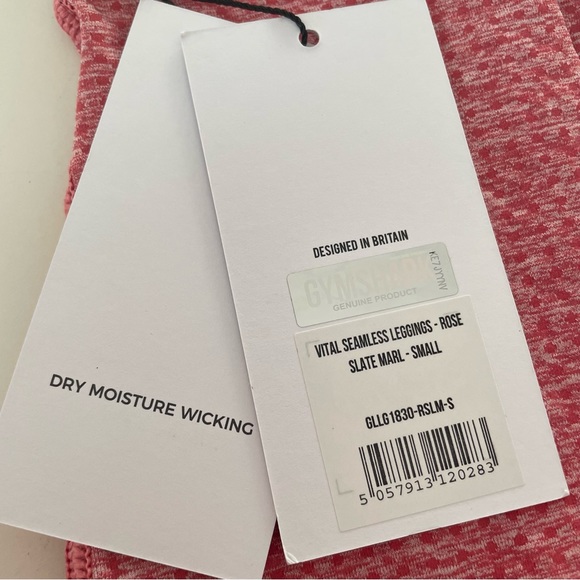 DRY MOISTURE WICKING
DESIGNED IN BRITAIN
GYMSHARK
GENUINE PRODUCT
VITAL SEAMLESS LEGGINGS - ROSE
SLATE MARL - SMALL
GLLG1830-RSLM-S
5 057913 120283